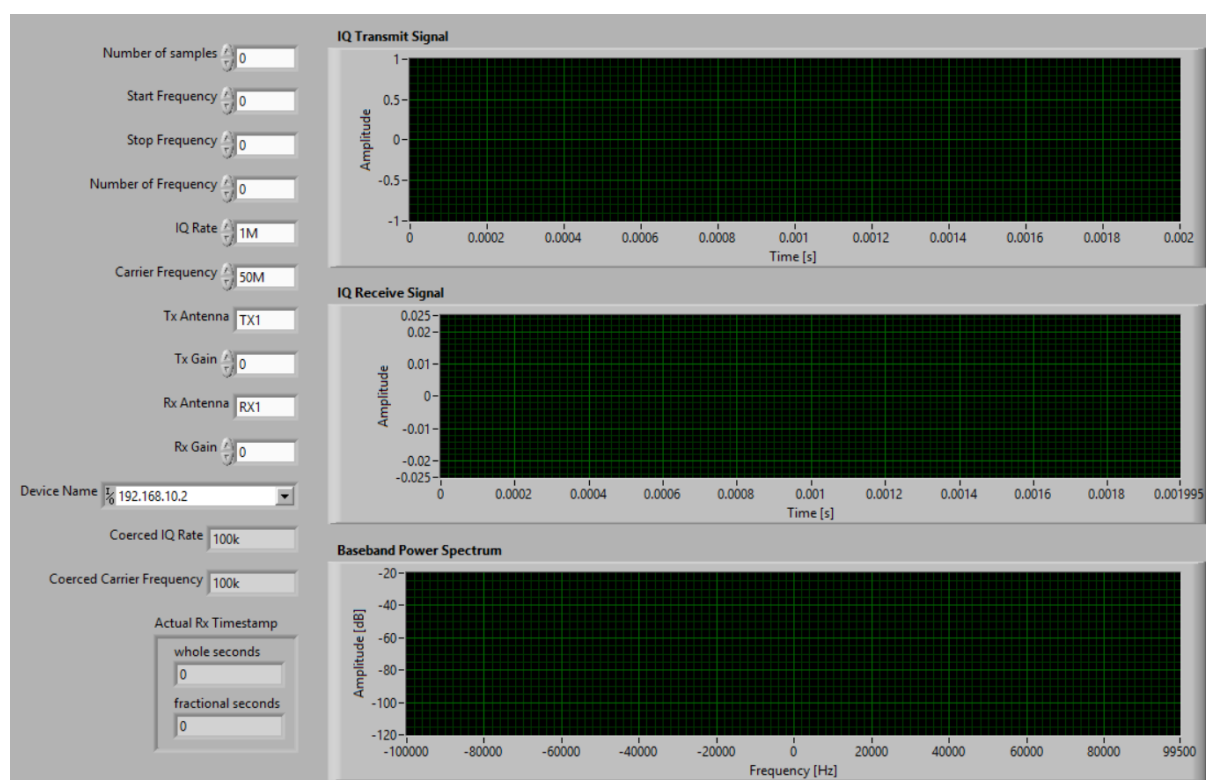 Number of samples 0
Start Frequency 0
Stop Frequency 0
Number of Frequency 0
IQ Rate 1M
Carrier Frequency 50M
Tx Antenna TX1
Tx Gain 0
Rx Antenna RX1
Rx Gain 0
Device Name I/O 192.168.10.2
Coerced IQ Rate 100k
Coerced Carrier Frequency 100k
Actual Rx Timestamp
whole seconds
0
fractional seconds
0
IQ Transmit Signal
Amplitude
1
0.5
0
-0.5
-1
0 0.0002 0.0004 0.0006 0.0008 0.001 0.0012 0.0014 0.0016 0.0018 0.002
Time [s]
IQ Receive Signal
Amplitude
0.025
0.02
0.01
0
-0.01
-0.02
-0.025
0 0.0002 0.0004 0.0006 0.0008 0.001 0.0012 0.0014 0.0016 0.0018 0.001995
Time [s]
Baseband Power Spectrum
Amplitude [dB]
-20
-40
-60
-80
-100
-120
-100000 -80000 -60000 -40000 -20000 0 20000 40000 60000 80000 99500
Frequency [Hz]